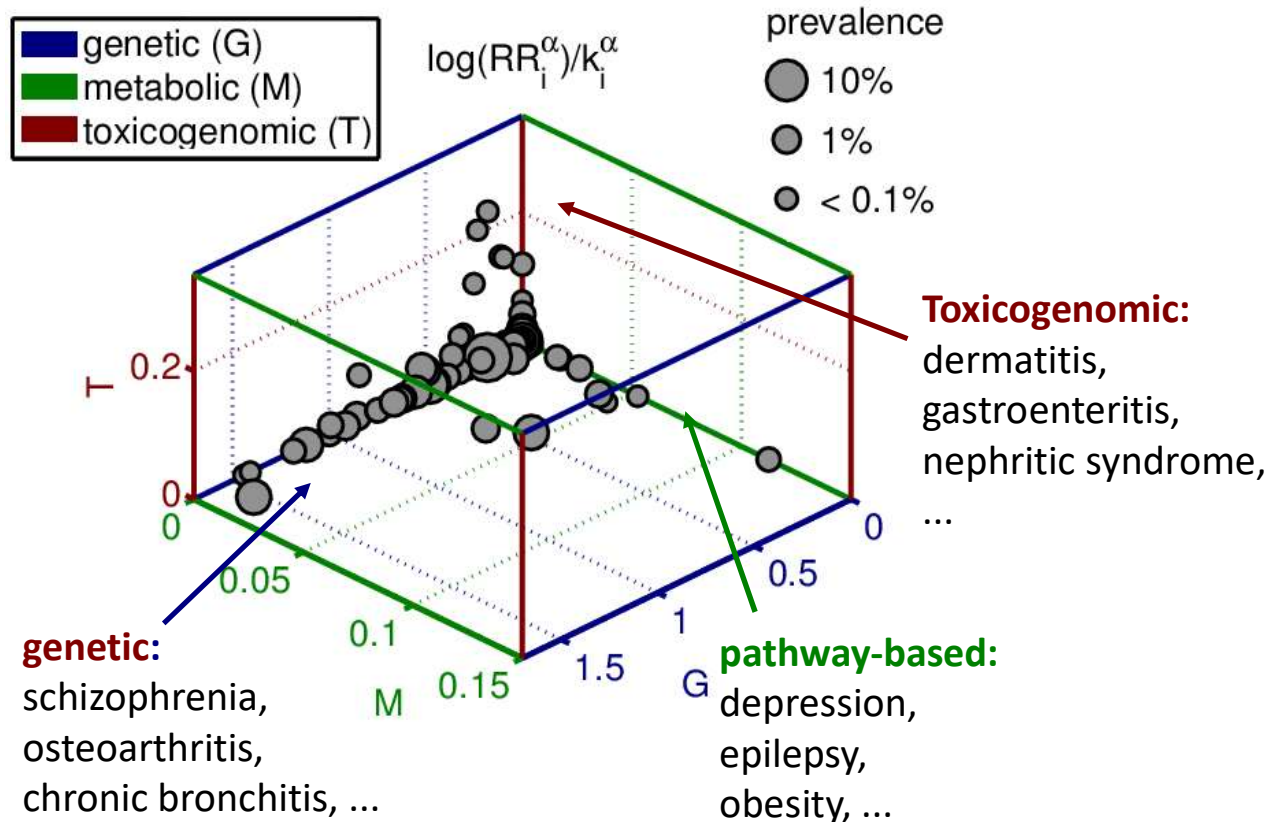 genetic (G)
metabolic (M)
toxicogenomic (T)
log(RR_i^α)/k_i^α
prevalence
10%
1%
< 0.1%
T
0.2
0
0
0.05
0.1
0.15
M
0
0.5
1
1.5
G
Toxicogenomic:
dermatitis,
gastroenteritis,
nephritic syndrome,
...
genetic:
schizophrenia,
osteoarthritis,
chronic bronchitis, ...
pathway-based:
depression,
epilepsy,
obesity, ...